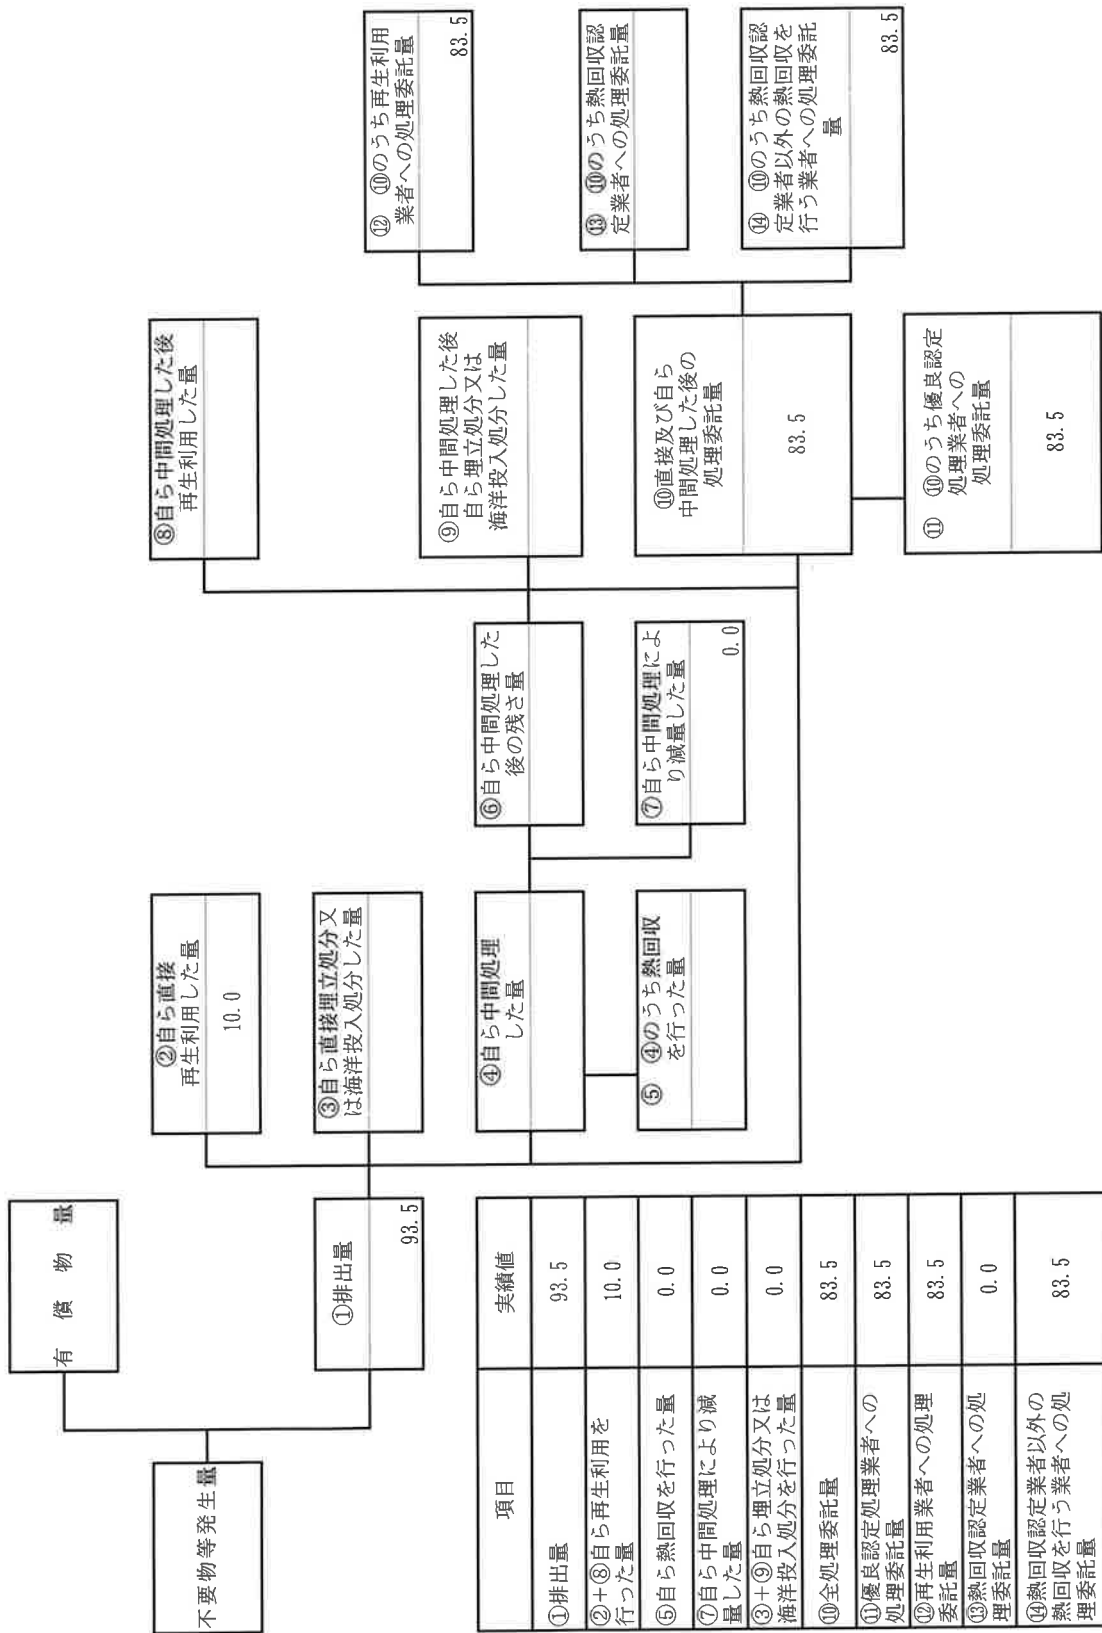 不要物等発生量
有償物量
①排出量
93.5
②自ら直接
再生利用した量
10.0
③自ら直接埋立処分又
は海洋投入処分した量
④自ら中間処理
した量
⑤ ④のうち熱回収
を行った量
⑥自ら中間処理した
後の残さ量
⑦自ら中間処理によ
り減量した量
0.0
⑧自ら中間処理した後
再生利用した量
⑨自ら中間処理した後
自ら埋立処分又は
海洋投入処分した量
⑩直接及び自ら
中間処理した後の
処理委託量
83.5
⑪ ⑩のうち優良認定
処理業者への
処理委託量
83.5
⑫ ⑩のうち再生利用
業者への処理委託量
83.5
⑬ ⑩のうち熱回収認
定業者への処理委託量
⑭ ⑩のうち熱回収認
定業者以外の熱回収を
行う業者への処理委託
量
83.5
項目 実績値
①排出量 93.5
②+⑧自ら再生利用を
行った量 10.0
⑤自ら熱回収を行った量 0.0
⑦自ら中間処理により減
量した量 0.0
③+⑨自ら埋立処分又は
海洋投入処分を行った量 0.0
⑩全処理委託量 83.5
⑪優良認定処理業者への
処理委託量 83.5
⑫再生利用業者への処理
委託量 83.5
⑬熱回収認定業者への処
理委託量 0.0
⑭熱回収認定業者以外の
熱回収を行う業者への処
理委託量 83.5